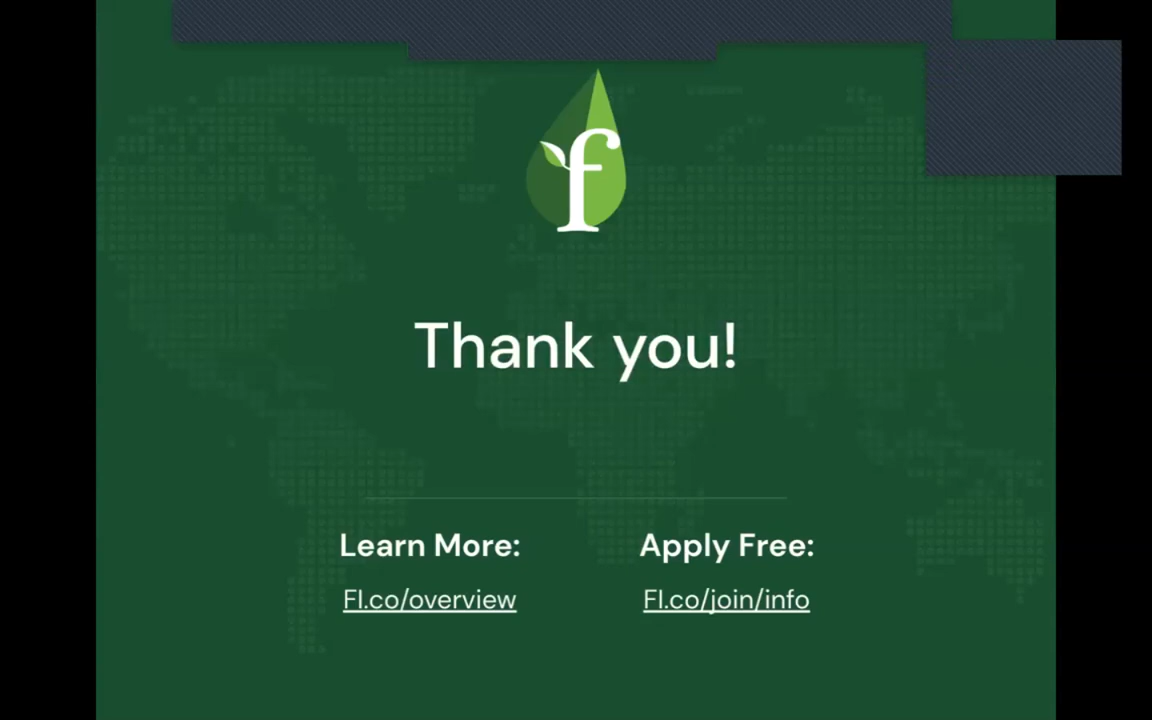 f
Thank you!
Learn More:
Apply Free:
FI.co/overview
FI.co/join/info